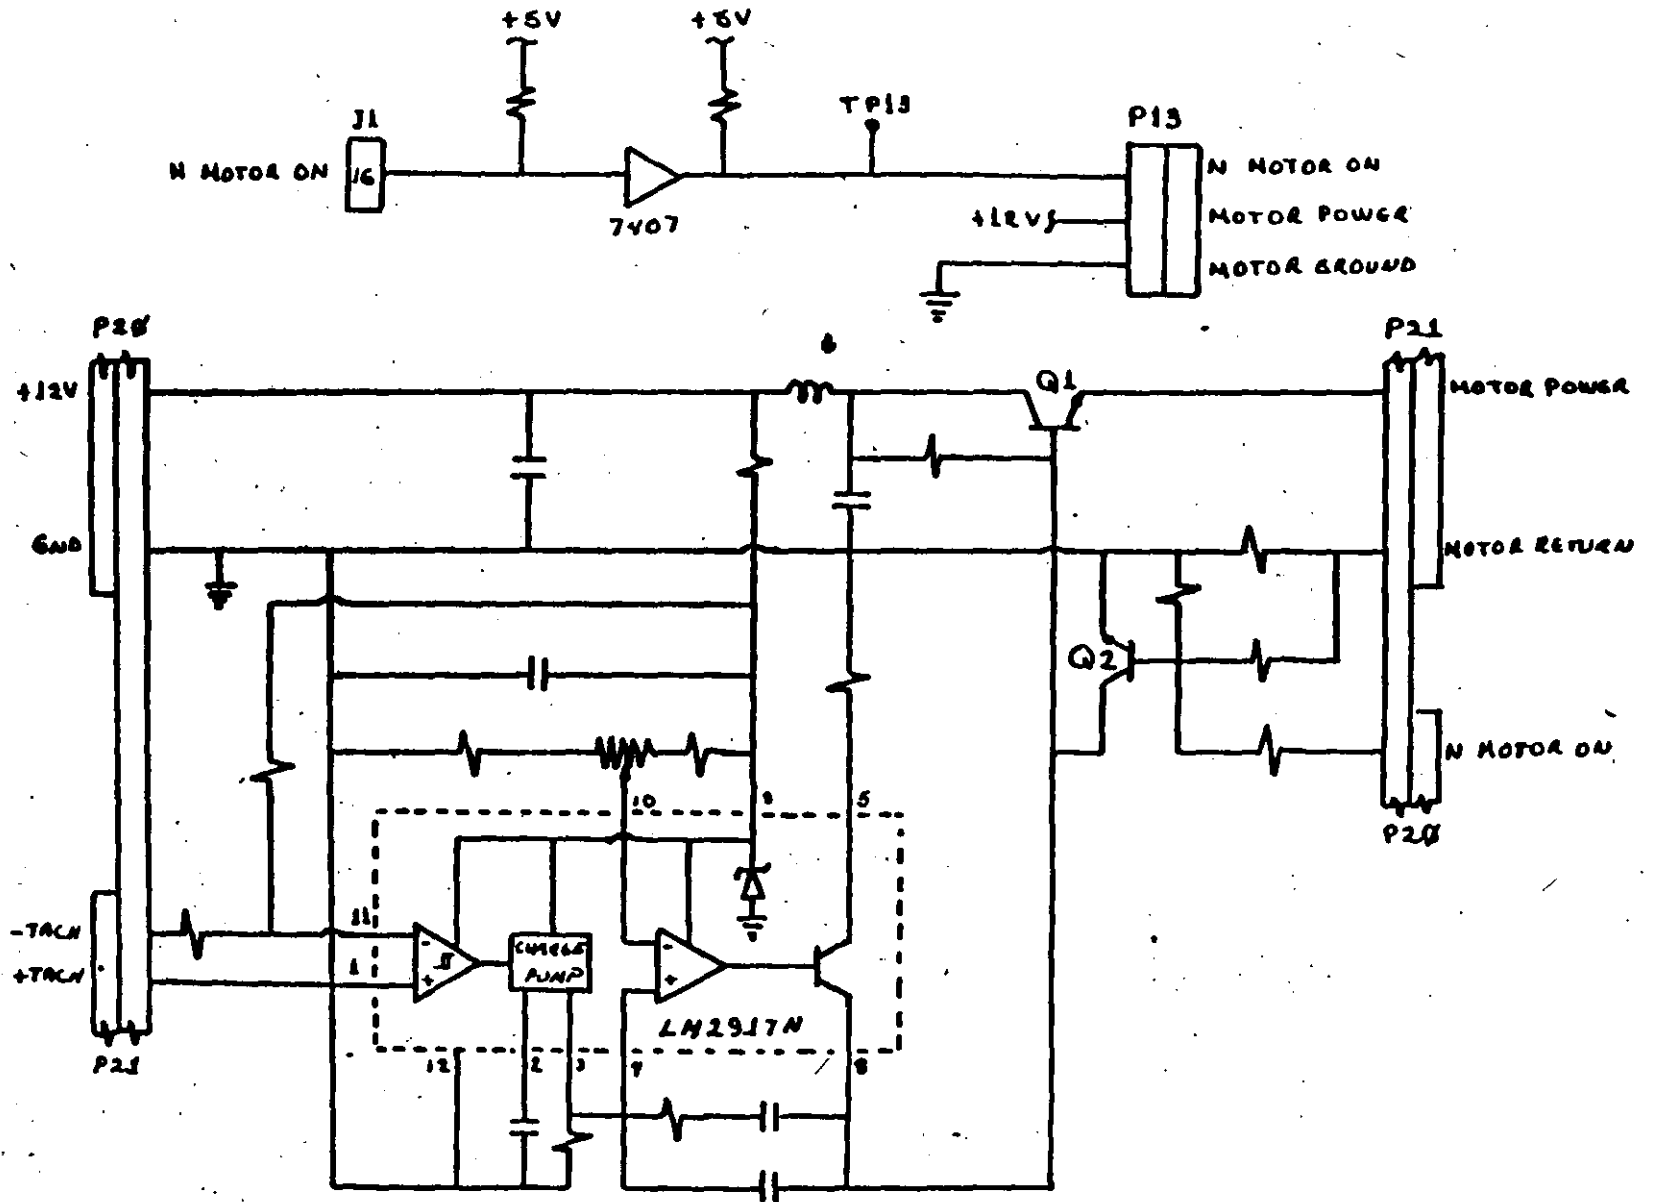 +5V
+5V
TP13
J1
P13
N MOTOR ON
16
N MOTOR ON
7407
+12V
MOTOR POWER
MOTOR GROUND
P20
P21
+12V
Q1
MOTOR POWER
GND
MOTOR RETURN
Q2
N MOTOR ON
10
9
5
P20
-TACH
11
-
-
CHARGE
PUMP
+TACH
1
+
+
LM2917N
P21
12
2
3
8